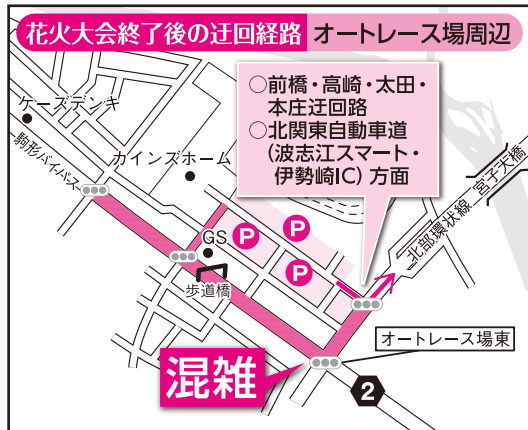 花火大会終了後の迂回経路 オートレース場周辺
○前橋・高崎・太田・
本庄迂回路
○北関東自動車道
(波志江スマート・
伊勢崎IC)方面
ケーズデンキ
駒形バイパス
カインズホーム
北部環状線
宮子大橋
P
P
P
GS
歩道橋
オートレース場東
混雑
2